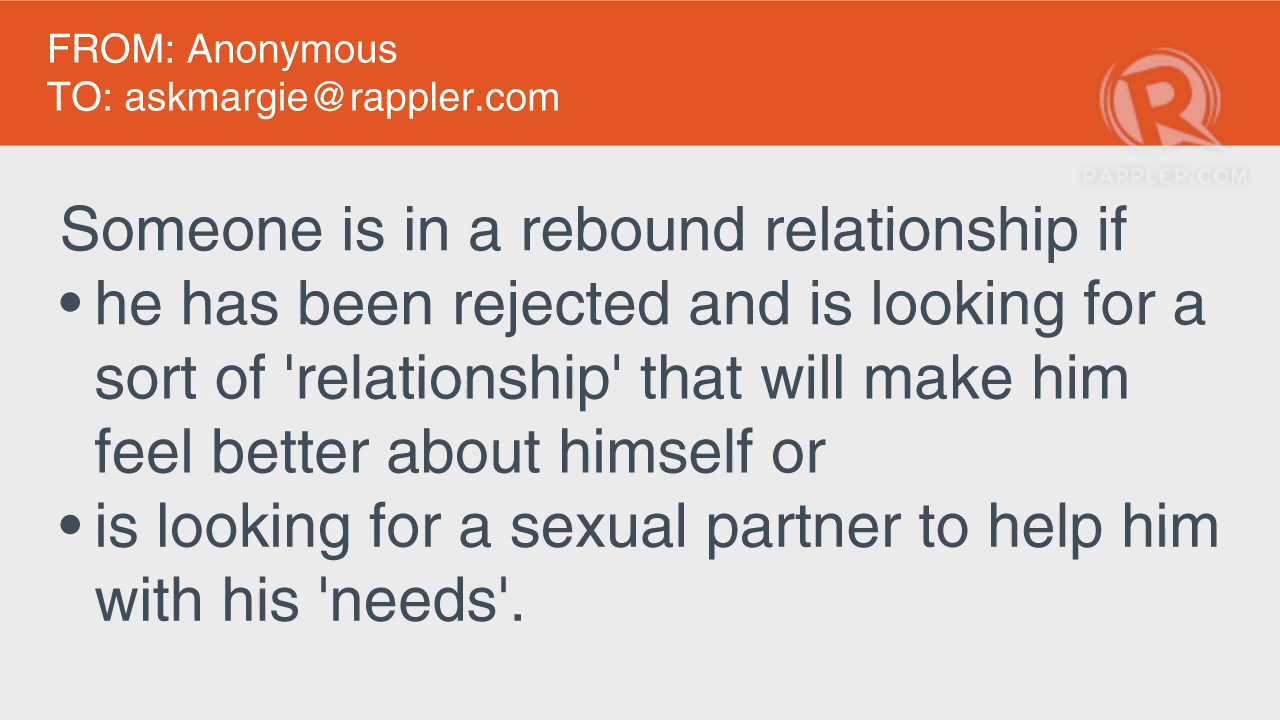 FROM: Anonymous
TO: askmargie@rappler.com
RAPPLER.COM
Someone is in a rebound relationship if
• he has been rejected and is looking for a
sort of 'relationship' that will make him
feel better about himself or
• is looking for a sexual partner to help him
with his 'needs'.